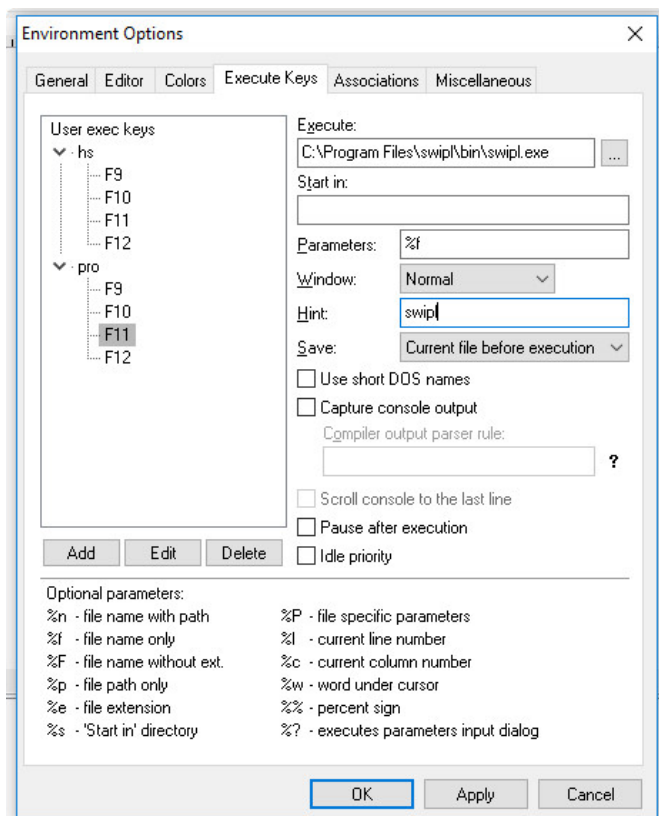 Environment Options
General Editor Colors Execute Keys Associations Miscellaneous
User exec keys
hs
F9
F10
F11
F12
pro
F9
F10
F11
F12
Add Edit Delete
Execute:
C:\Program Files\swipl\bin\swipl.exe ...
Start in:
Parameters: %f
Window: Normal
Hint: swipl
Save: Current file before execution
Use short DOS names
Capture console output
Compiler output parser rule:
?
Scroll console to the last line
Pause after execution
Idle priority
Optional parameters:
%n - file name with path
%f - file name only
%F - file name without ext.
%p - file path only
%e - file extension
%s - 'Start in' directory
%P - file specific parameters
%l - current line number
%c - current column number
%w - word under cursor
%% - percent sign
%? - executes parameters input dialog
OK Apply Cancel